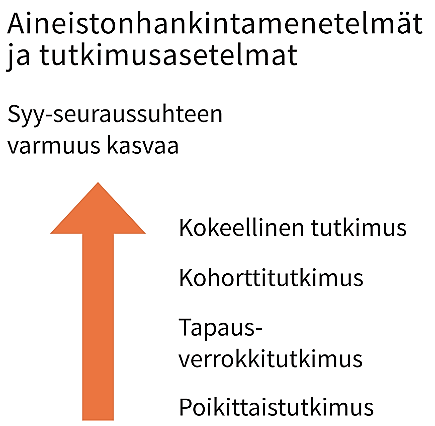 Aineistonhankintamenetelmät
ja tutkimusasetelmat
Syy-seuraussuhteen
varmuus kasvaa
Kokeellinen tutkimus
Kohorttitutkimus
Tapaus-
verrokkitutkimus
Poikittaistutkimus